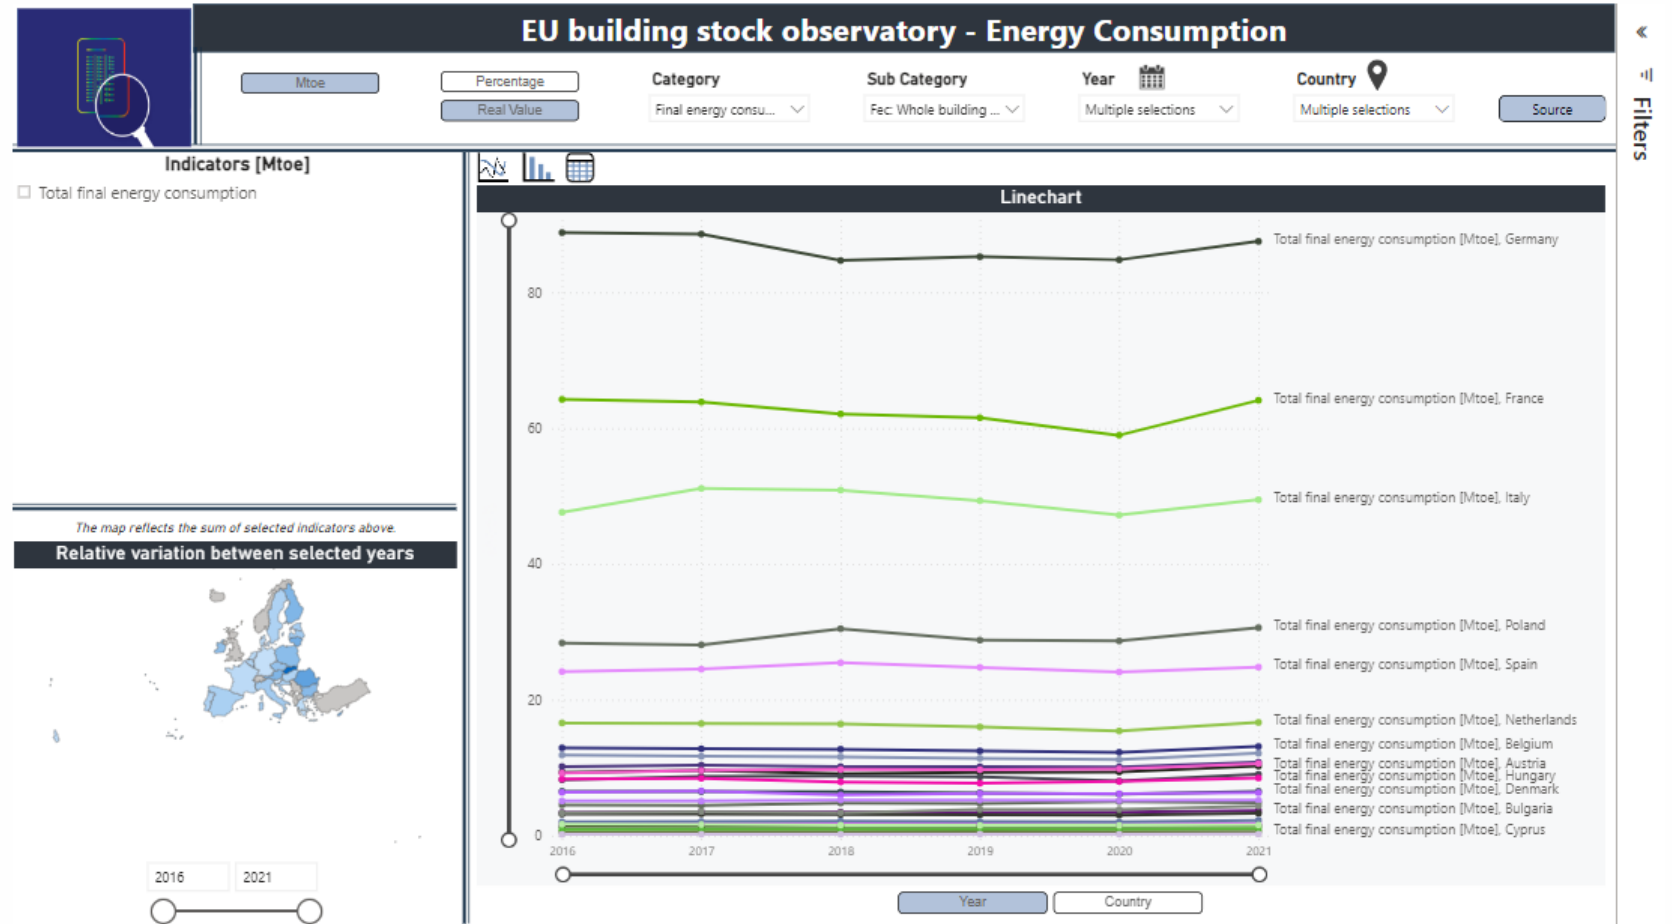 EU building stock observatory - Energy Consumption
Mtoe
Percentage
Real Value
Category
Final energy consu...
Sub Category
Fec: Whole building ...
Year
Multiple selections
Country
Multiple selections
Source
Filters
Indicators [Mtoe]
Total final energy consumption
The map reflects the sum of selected indicators above.
Relative variation between selected years
2016
2021
Linechart
80
60
40
20
0
2016
2017
2018
2019
2020
2021
Total final energy consumption [Mtoe], Germany
Total final energy consumption [Mtoe], France
Total final energy consumption [Mtoe], Italy
Total final energy consumption [Mtoe], Poland
Total final energy consumption [Mtoe], Spain
Total final energy consumption [Mtoe], Netherlands
Total final energy consumption [Mtoe], Belgium
Total final energy consumption [Mtoe], Austria
Total final energy consumption [Mtoe], Hungary
Total final energy consumption [Mtoe], Denmark
Total final energy consumption [Mtoe], Bulgaria
Total final energy consumption [Mtoe], Cyprus
Year
Country